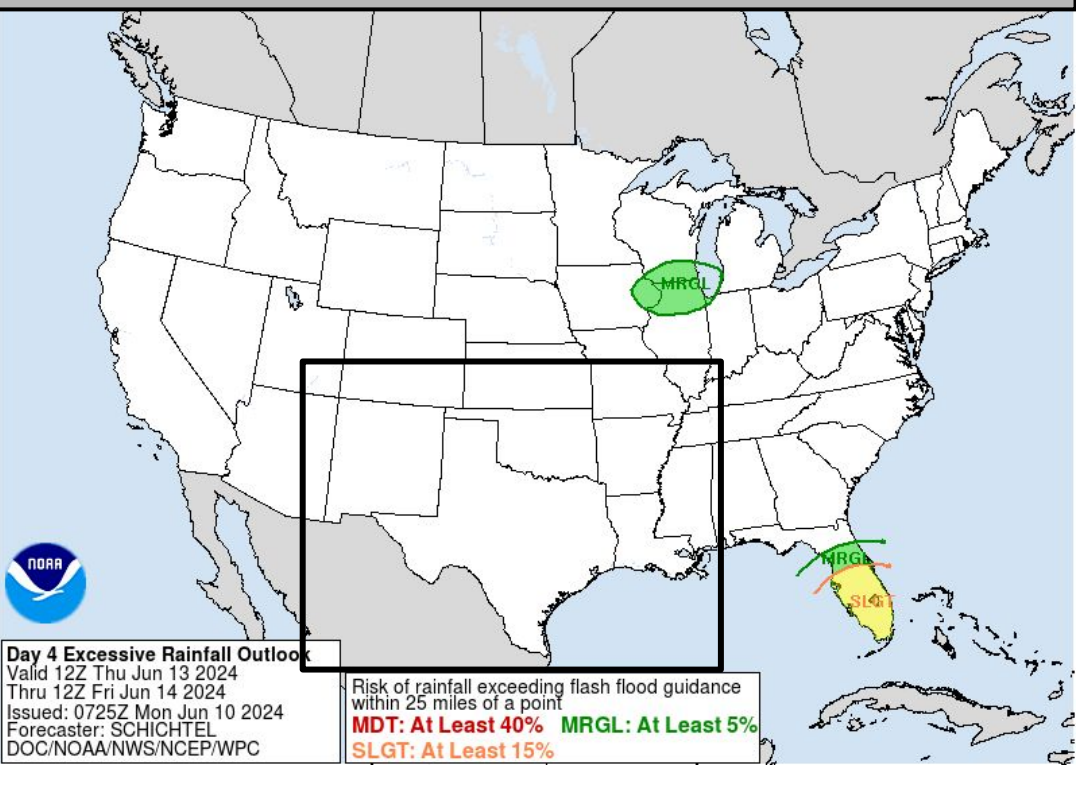 MRGL
MRGL
SLGT
NOAA
Day 4 Excessive Rainfall Outlook
Valid 12Z Thu Jun 13 2024
Thru 12Z Fri Jun 14 2024
Issued: 0725Z Mon Jun 10 2024
Forecaster: SCHICHTEL
DOC/NOAA/NWS/NCEP/WPC
Risk of rainfall exceeding flash flood guidance
within 25 miles of a point
MDT: At Least 40% MRGL: At Least 5%
SLGT: At Least 15%